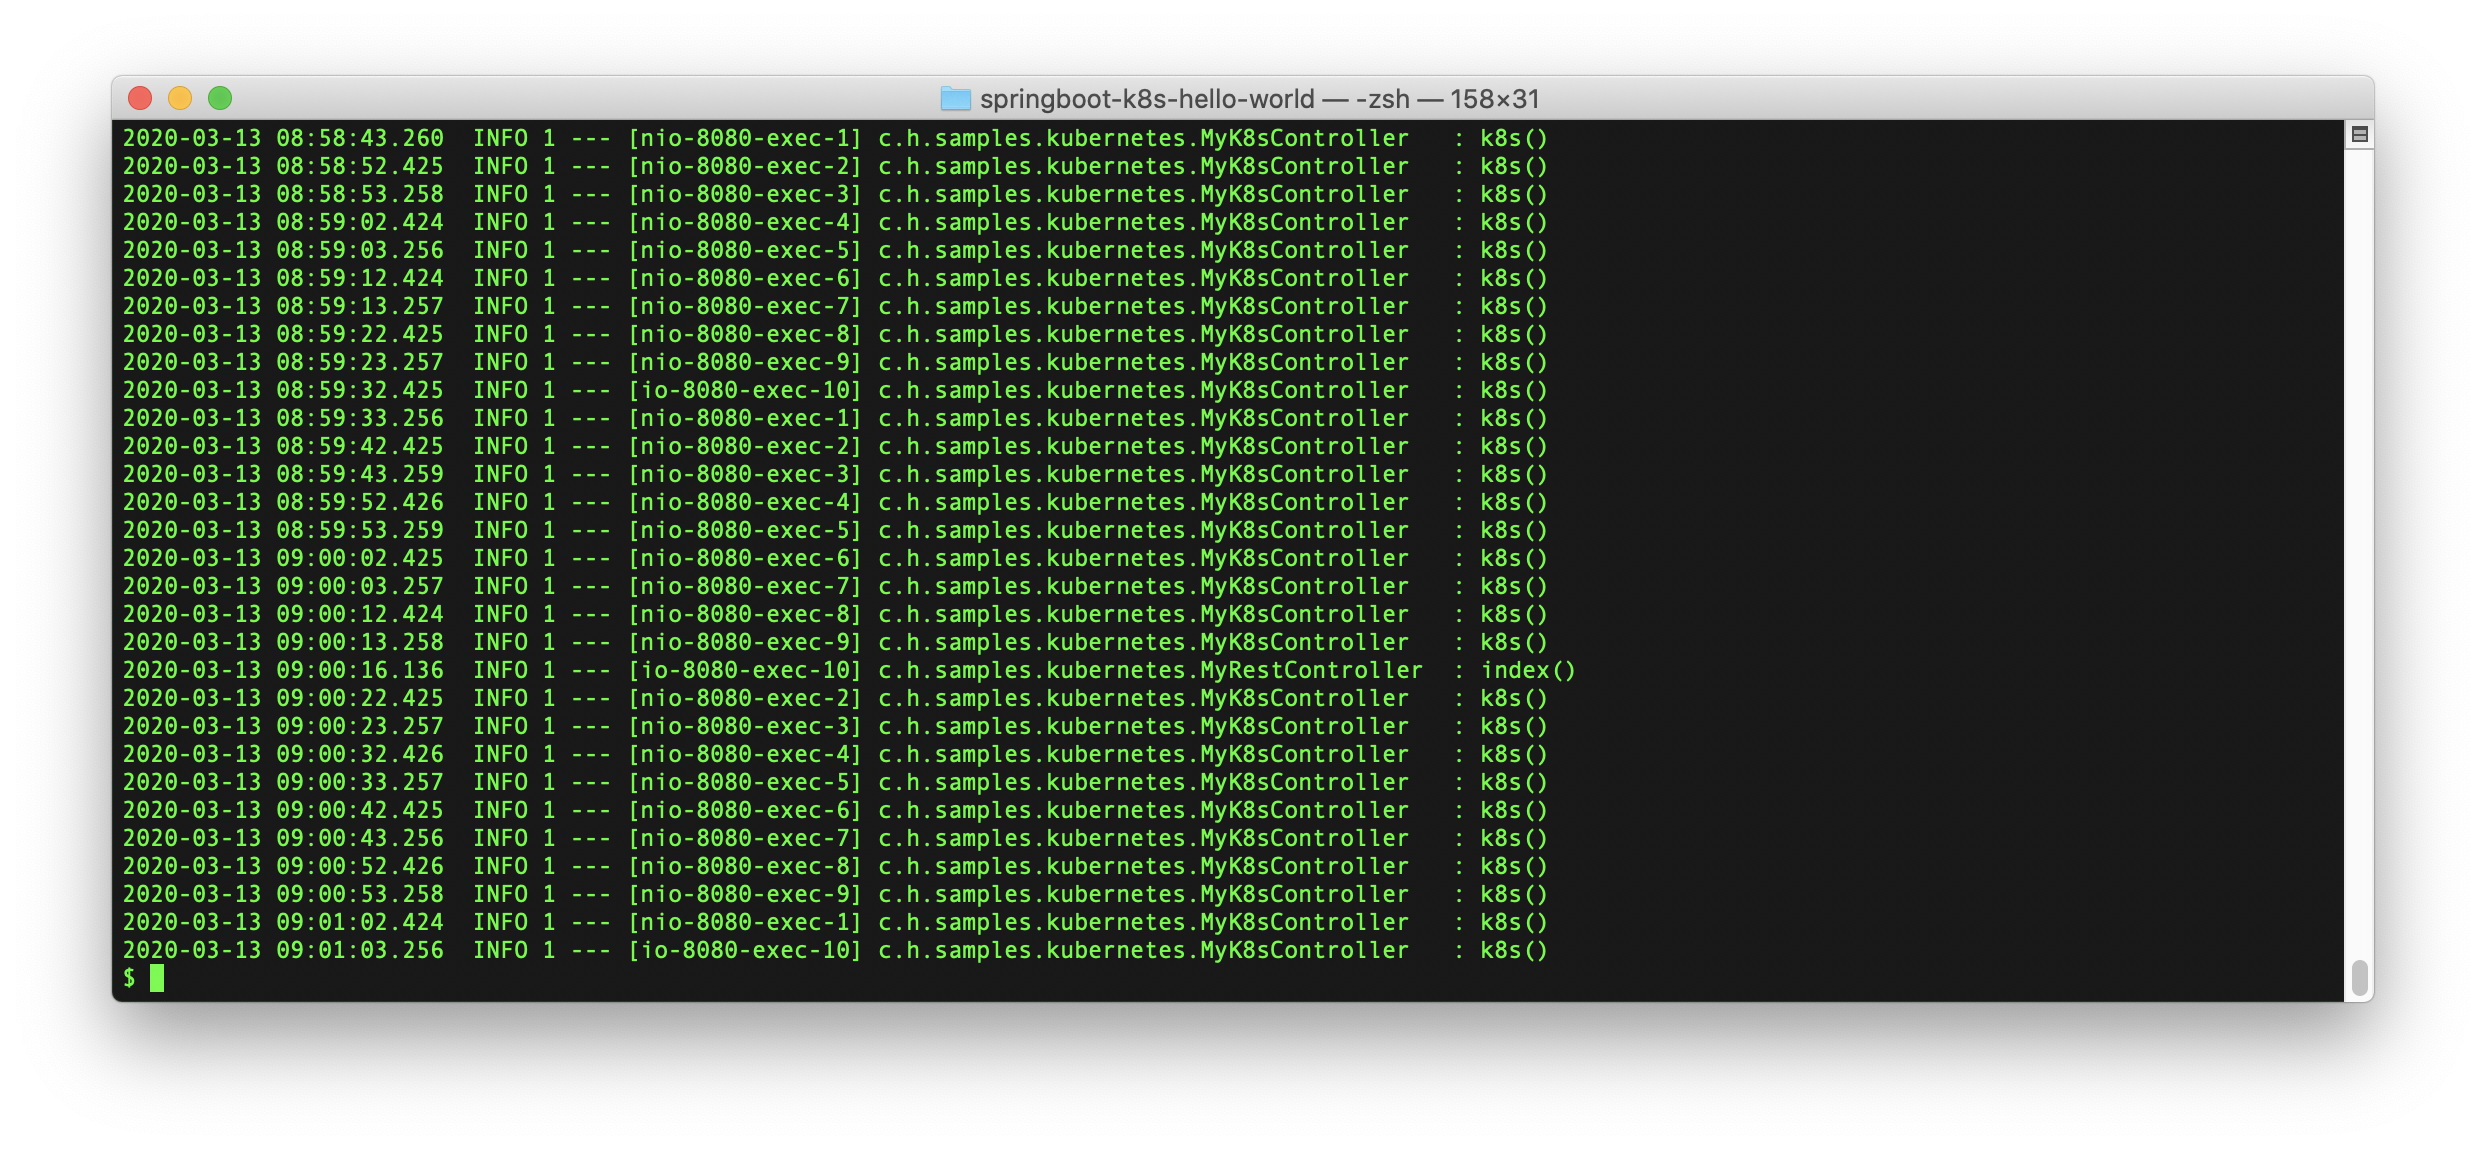 springboot-k8s-hello-world — -zsh — 158×31
2020-03-13 08:58:43.260  INFO 1 --- [nio-8080-exec-1] c.h.samples.kubernetes.MyK8sController   : k8s()
2020-03-13 08:58:52.425  INFO 1 --- [nio-8080-exec-2] c.h.samples.kubernetes.MyK8sController   : k8s()
2020-03-13 08:58:53.258  INFO 1 --- [nio-8080-exec-3] c.h.samples.kubernetes.MyK8sController   : k8s()
2020-03-13 08:59:02.424  INFO 1 --- [nio-8080-exec-4] c.h.samples.kubernetes.MyK8sController   : k8s()
2020-03-13 08:59:03.256  INFO 1 --- [nio-8080-exec-5] c.h.samples.kubernetes.MyK8sController   : k8s()
2020-03-13 08:59:12.424  INFO 1 --- [nio-8080-exec-6] c.h.samples.kubernetes.MyK8sController   : k8s()
2020-03-13 08:59:13.257  INFO 1 --- [nio-8080-exec-7] c.h.samples.kubernetes.MyK8sController   : k8s()
2020-03-13 08:59:22.425  INFO 1 --- [nio-8080-exec-8] c.h.samples.kubernetes.MyK8sController   : k8s()
2020-03-13 08:59:23.257  INFO 1 --- [nio-8080-exec-9] c.h.samples.kubernetes.MyK8sController   : k8s()
2020-03-13 08:59:32.425  INFO 1 --- [io-8080-exec-10] c.h.samples.kubernetes.MyK8sController   : k8s()
2020-03-13 08:59:33.256  INFO 1 --- [nio-8080-exec-1] c.h.samples.kubernetes.MyK8sController   : k8s()
2020-03-13 08:59:42.425  INFO 1 --- [nio-8080-exec-2] c.h.samples.kubernetes.MyK8sController   : k8s()
2020-03-13 08:59:43.259  INFO 1 --- [nio-8080-exec-3] c.h.samples.kubernetes.MyK8sController   : k8s()
2020-03-13 08:59:52.426  INFO 1 --- [nio-8080-exec-4] c.h.samples.kubernetes.MyK8sController   : k8s()
2020-03-13 08:59:53.259  INFO 1 --- [nio-8080-exec-5] c.h.samples.kubernetes.MyK8sController   : k8s()
2020-03-13 09:00:02.425  INFO 1 --- [nio-8080-exec-6] c.h.samples.kubernetes.MyK8sController   : k8s()
2020-03-13 09:00:03.257  INFO 1 --- [nio-8080-exec-7] c.h.samples.kubernetes.MyK8sController   : k8s()
2020-03-13 09:00:12.424  INFO 1 --- [nio-8080-exec-8] c.h.samples.kubernetes.MyK8sController   : k8s()
2020-03-13 09:00:13.258  INFO 1 --- [nio-8080-exec-9] c.h.samples.kubernetes.MyK8sController   : k8s()
2020-03-13 09:00:16.136  INFO 1 --- [io-8080-exec-10] c.h.samples.kubernetes.MyRestController  : index()
2020-03-13 09:00:22.425  INFO 1 --- [nio-8080-exec-2] c.h.samples.kubernetes.MyK8sController   : k8s()
2020-03-13 09:00:23.257  INFO 1 --- [nio-8080-exec-3] c.h.samples.kubernetes.MyK8sController   : k8s()
2020-03-13 09:00:32.426  INFO 1 --- [nio-8080-exec-4] c.h.samples.kubernetes.MyK8sController   : k8s()
2020-03-13 09:00:33.257  INFO 1 --- [nio-8080-exec-5] c.h.samples.kubernetes.MyK8sController   : k8s()
2020-03-13 09:00:42.425  INFO 1 --- [nio-8080-exec-6] c.h.samples.kubernetes.MyK8sController   : k8s()
2020-03-13 09:00:43.256  INFO 1 --- [nio-8080-exec-7] c.h.samples.kubernetes.MyK8sController   : k8s()
2020-03-13 09:00:52.426  INFO 1 --- [nio-8080-exec-8] c.h.samples.kubernetes.MyK8sController   : k8s()
2020-03-13 09:00:53.258  INFO 1 --- [nio-8080-exec-9] c.h.samples.kubernetes.MyK8sController   : k8s()
2020-03-13 09:01:02.424  INFO 1 --- [nio-8080-exec-1] c.h.samples.kubernetes.MyK8sController   : k8s()
2020-03-13 09:01:03.256  INFO 1 --- [io-8080-exec-10] c.h.samples.kubernetes.MyK8sController   : k8s()
$